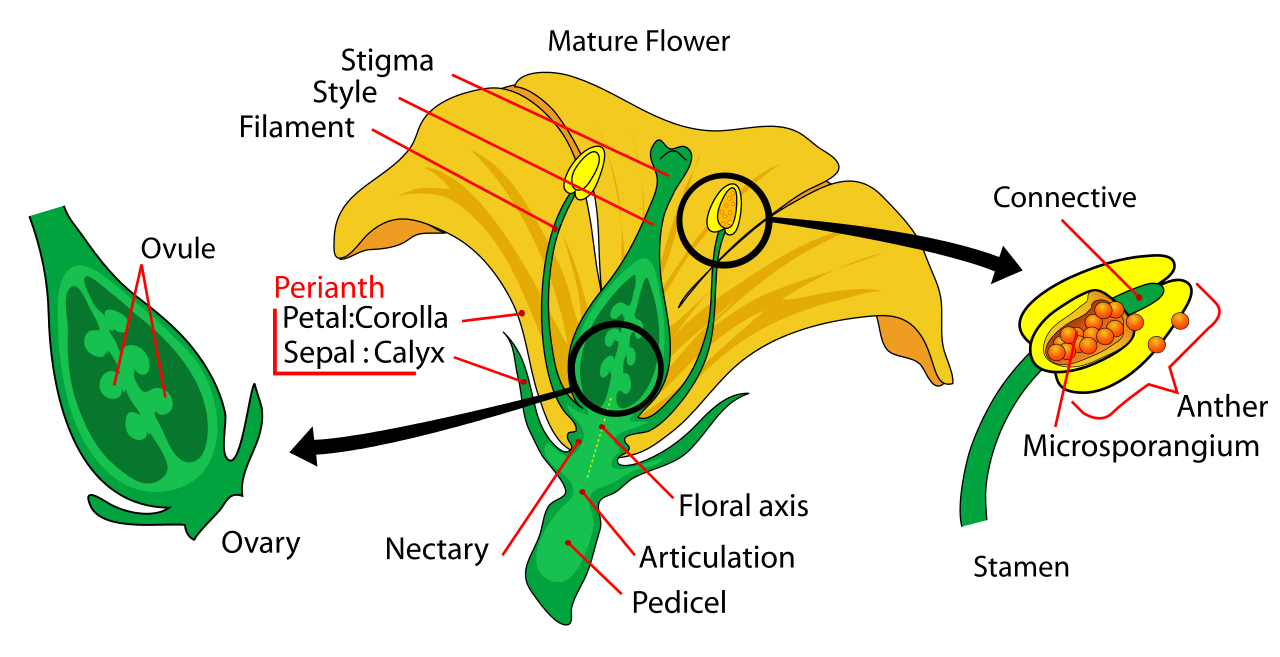 Mature Flower
Stigma
Style
Filament
Connective
Ovule
Perianth
Petal:Corolla
Sepal : Calyx
Anther
Microsporangium
Floral axis
Ovary
Nectary
Articulation
Stamen
Pedicel